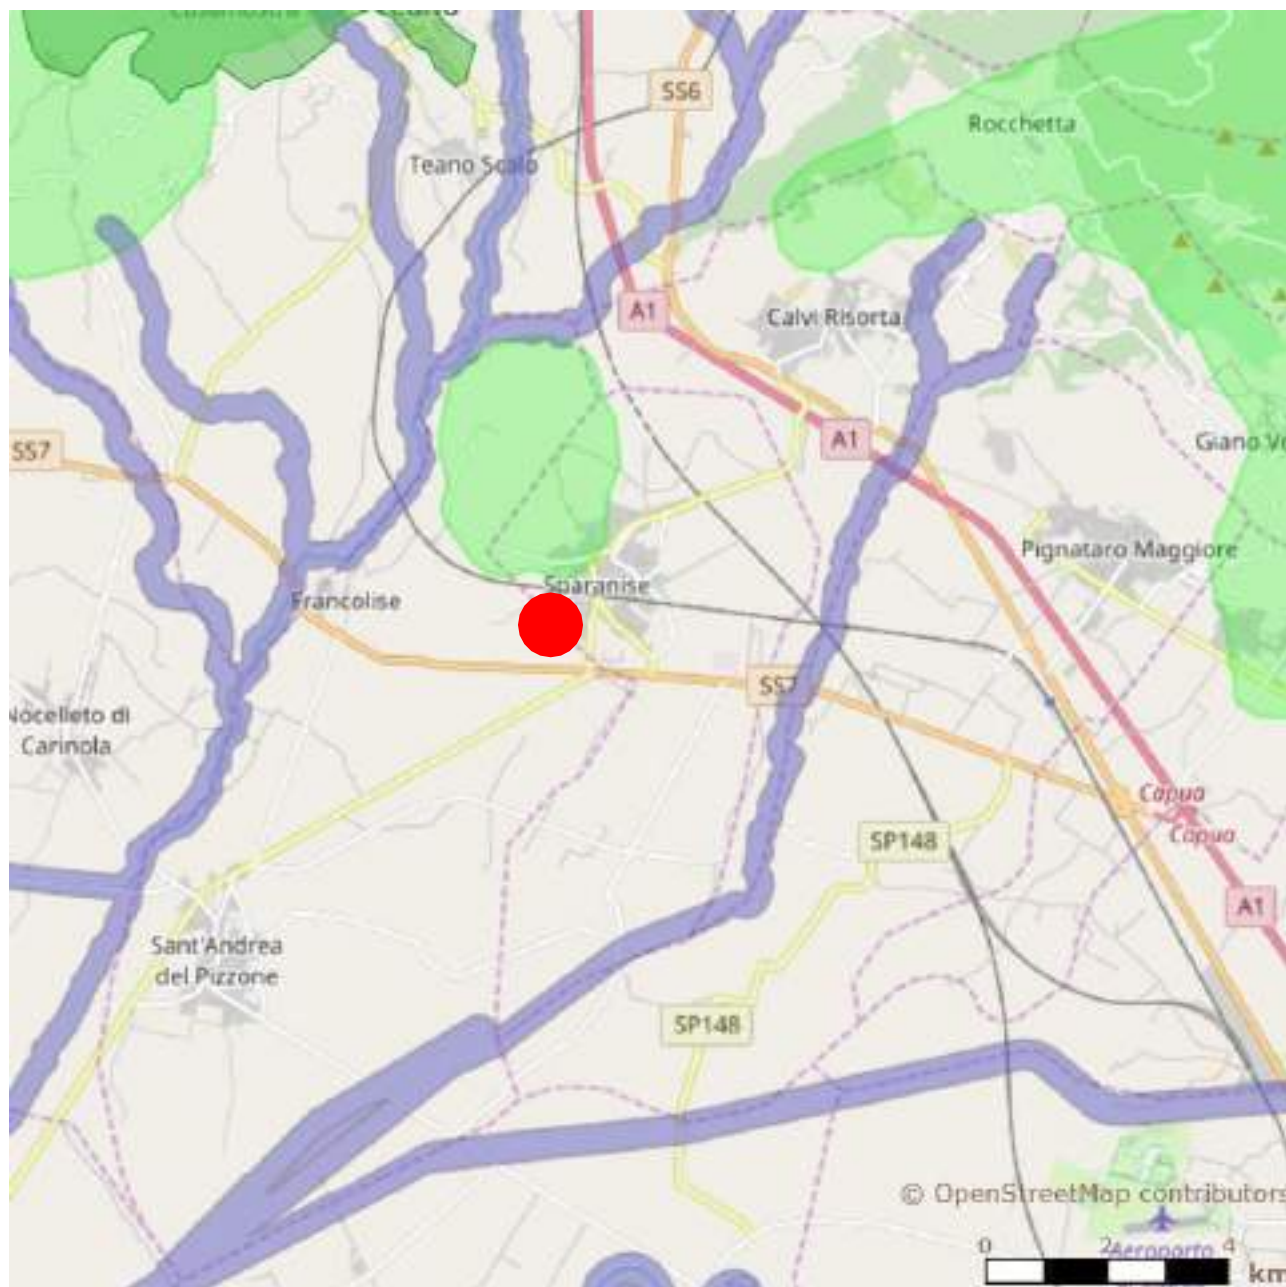 SS6
Rocchetta
Teano Scalo
A1
Calvi Risorta
A1
SS7
Giano Ve
Pignataro Maggiore
Sparanise
Francolise
SS7
Nocelleto di
Carinola
Capua
Capua
SP148
A1
Sant'Andrea
del Pizzone
SP148
© OpenStreetMap contributors
0 2 4
Aeroporto
km